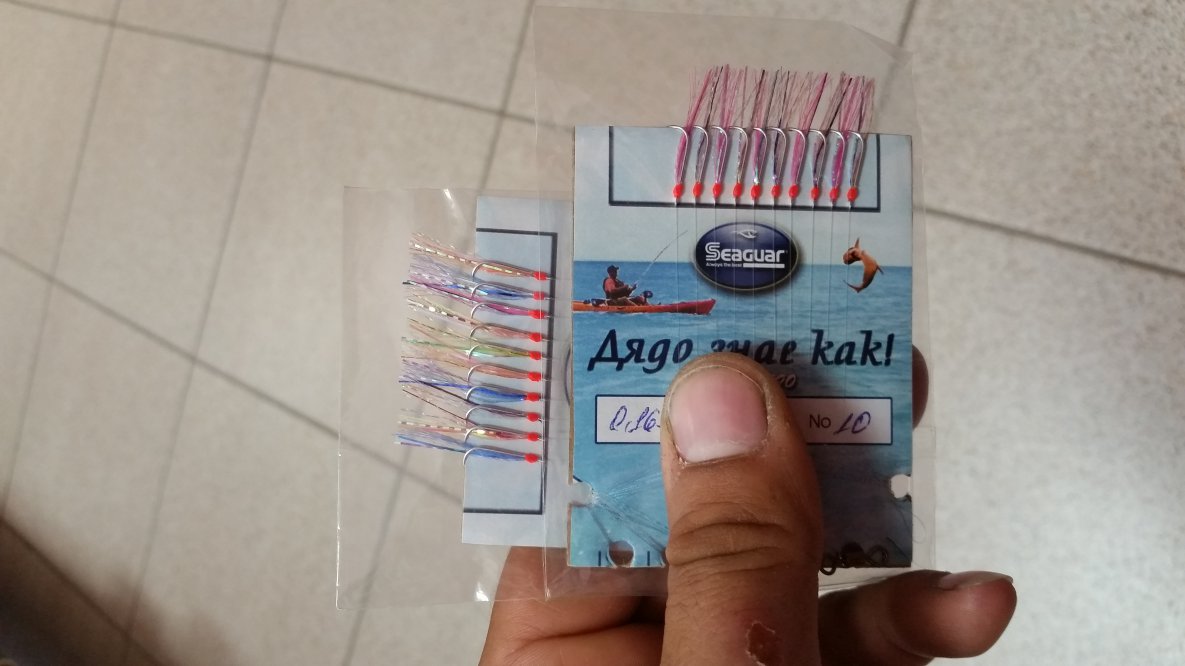 SEAGUAR
Always the best
Дядо знае как!
0,16
No 10